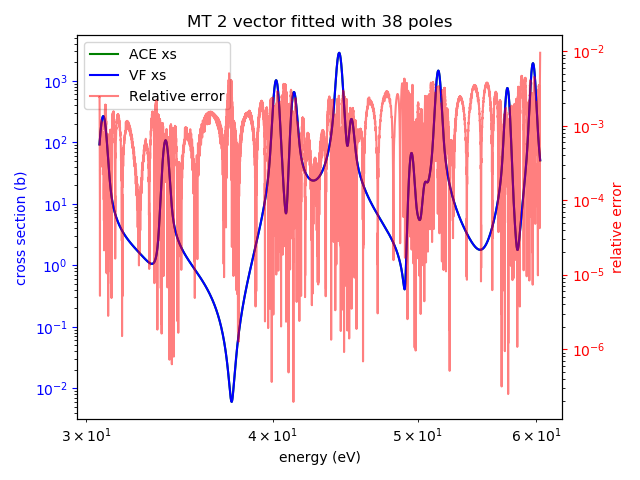 MT 2 vector fitted with 38 poles
ACE xs
VF xs
Relative error
cross section (b)
10³
10²
10¹
10⁰
10⁻¹
10⁻²
relative error
10⁻²
10⁻³
10⁻⁴
10⁻⁵
10⁻⁶
3 × 10¹ 4 × 10¹ 5 × 10¹ 6 × 10¹
energy (eV)